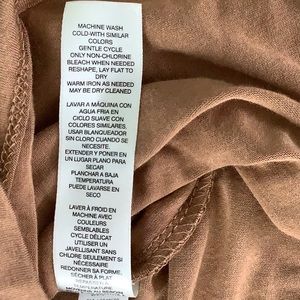 MACHINE WASH
COLD-WITH SIMILAR
COLORS
GENTLE CYCLE
ONLY NON-CHLORINE
BLEACH WHEN NEEDED
RESHAPE, LAY FLAT TO
DRY
WARM IRON AS NEEDED
MAY BE DRY CLEANED
LAVAR A MÁQUINA CON
AGUA FRIA EN
CICLO SUAVE CON
COLORES SIMILARES,
USAR BLANQUEADOR
SIN CLORO CUANDO SE
NECESITE.
EXTENDER Y PONER EN
UN LUGAR PLANO PARA
SECAR
PLANCHAR A BAJA
TEMPERATURA
PUEDE LAVARSE EN
SECO
LAVER À FROID EN
MACHINE AVEC
COULEURS
SEMBLABLES
CYCLE DÉLICAT
UTILISER UN
JAVELLISANT SANS
CHLORE SEULEMENT SI
NÉCESSAIRE
REDONNER SA FORME,
SÉCHER À PLAT